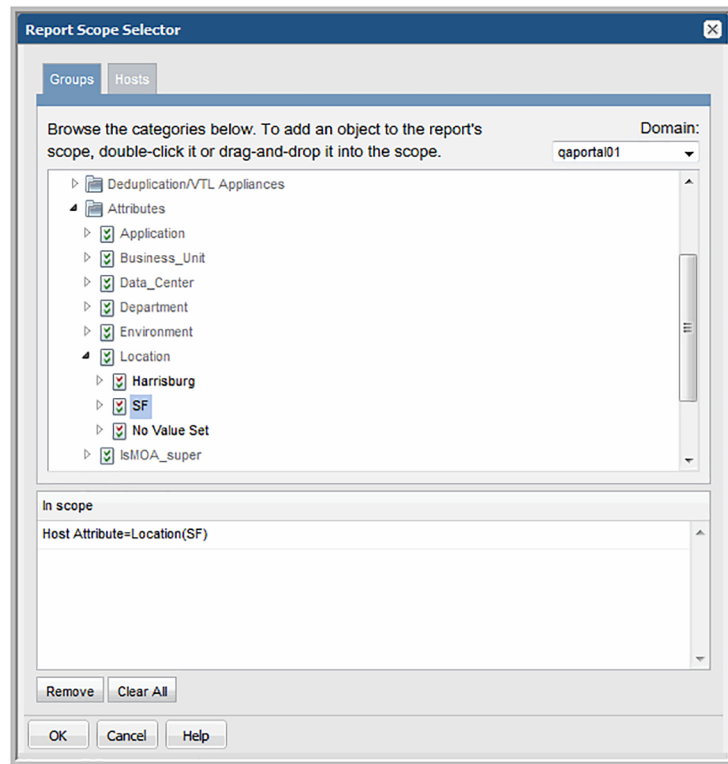 Report Scope Selector
Groups
Hosts
Browse the categories below. To add an object to the report's
scope, double-click it or drag-and-drop it into the scope.
Domain:
qaportal01
Deduplication/VTL Appliances
Attributes
Application
Business_Unit
Data_Center
Department
Environment
Location
Harrisburg
SF
No Value Set
IsMOA_super
In scope
Host Attribute=Location(SF)
Remove
Clear All
OK
Cancel
Help